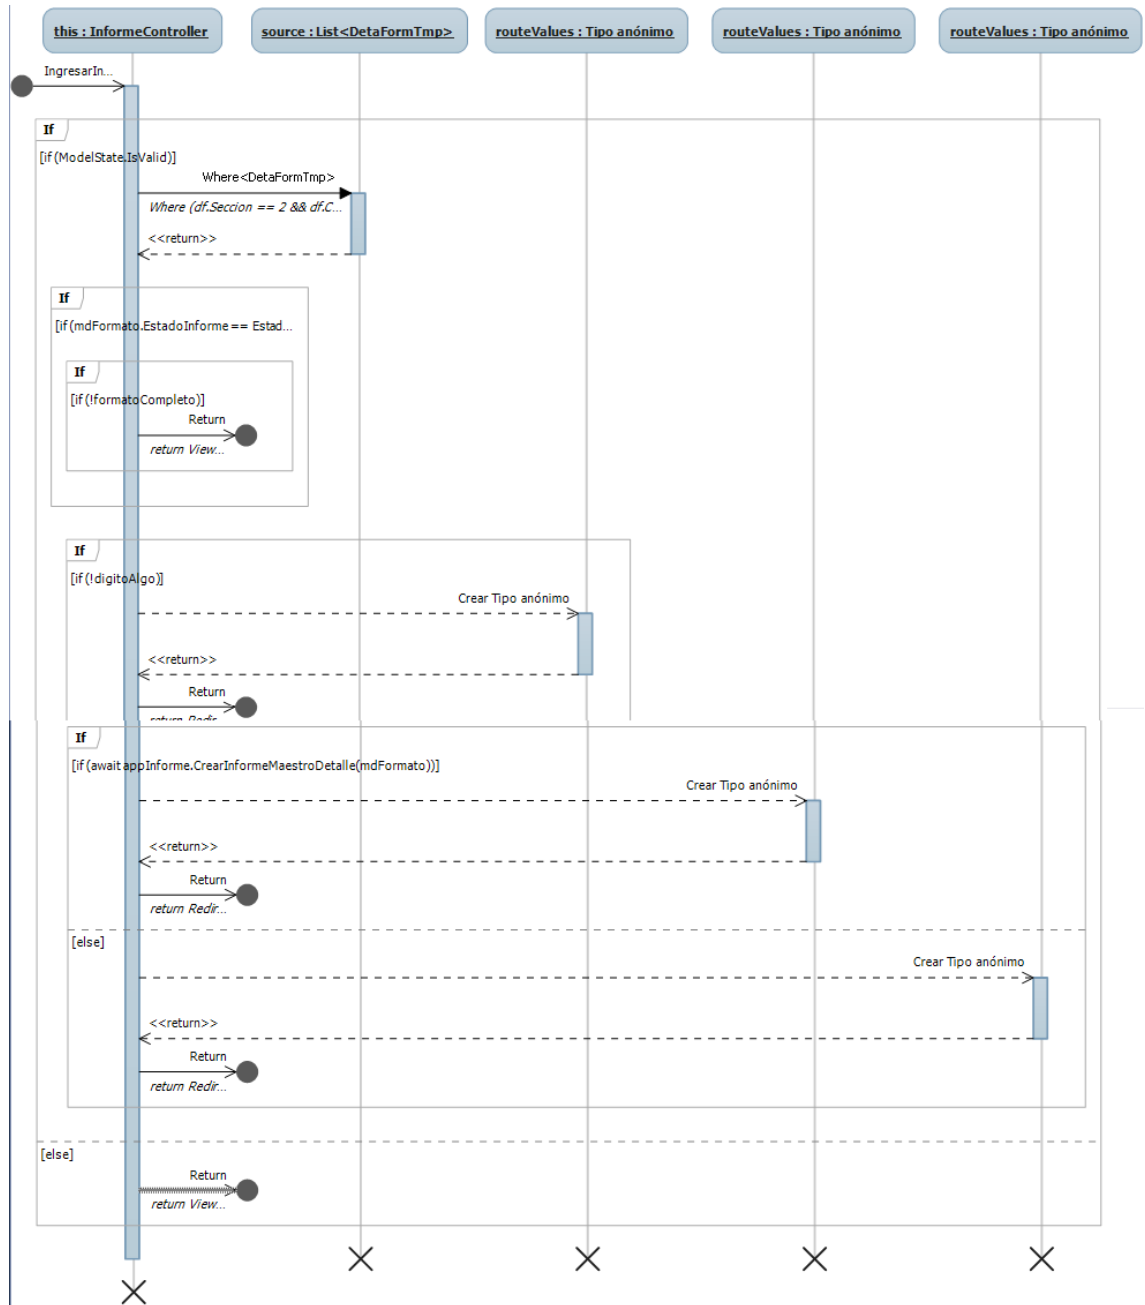 this : InformeController
source : List<DetaFormTmp>
routeValues : Tipo anónimo
routeValues : Tipo anónimo
routeValues : Tipo anónimo
IngresarIn...
If
[if (ModelState.IsValid)]
Where<DetaFormTmp>
Where (df.Seccion == 2 && df.C...
<<return>>
If
[if (mdFormato.EstadoInforme == Estad...
If
[if (!formatoCompleto)]
Return
return View...
If
[if (!digitoAlgo)]
Crear Tipo anónimo
<<return>>
Return
return Redir...
If
[if (await appInforme.CrearInformeMaestroDetalle(mdFormato))]
Crear Tipo anónimo
<<return>>
Return
return Redir...
[else]
Crear Tipo anónimo
<<return>>
Return
return Redir...
[else]
Return
return View...